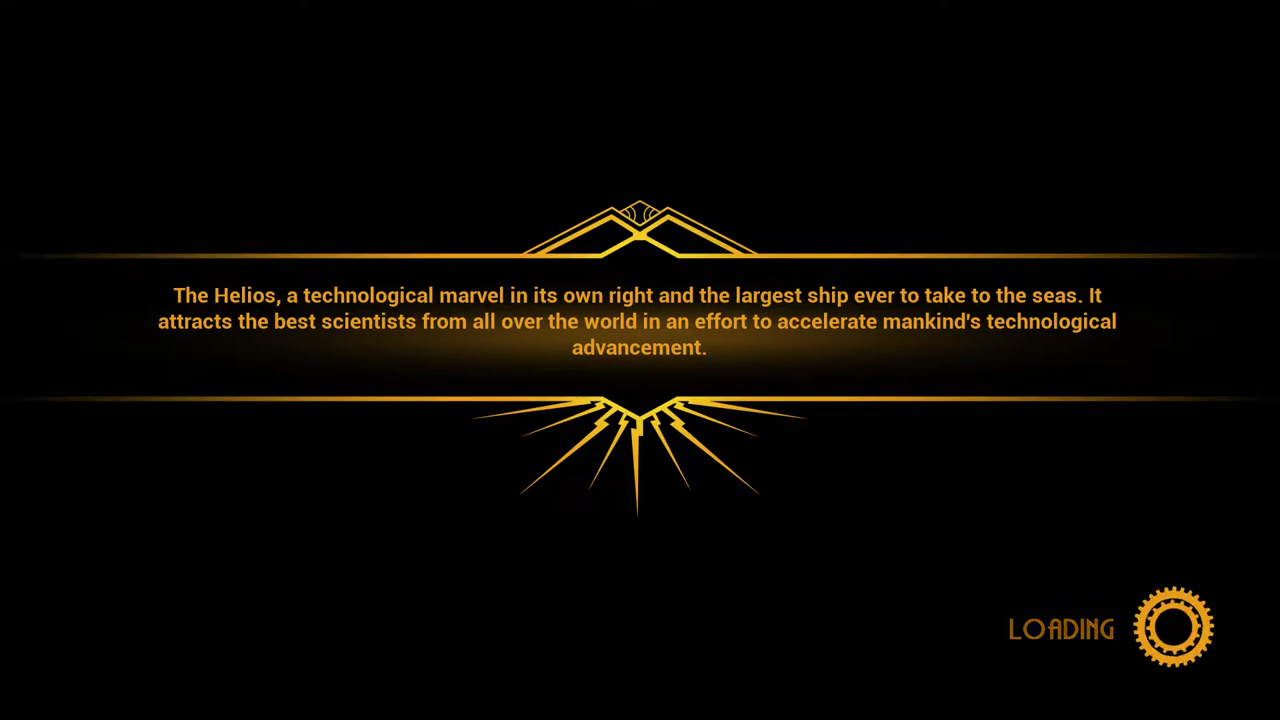 The Helios, a technological marvel in its own right and the largest ship ever to take to the seas. It
attracts the best scientists from all over the world in an effort to accelerate mankind's technological
advancement.
LOADING